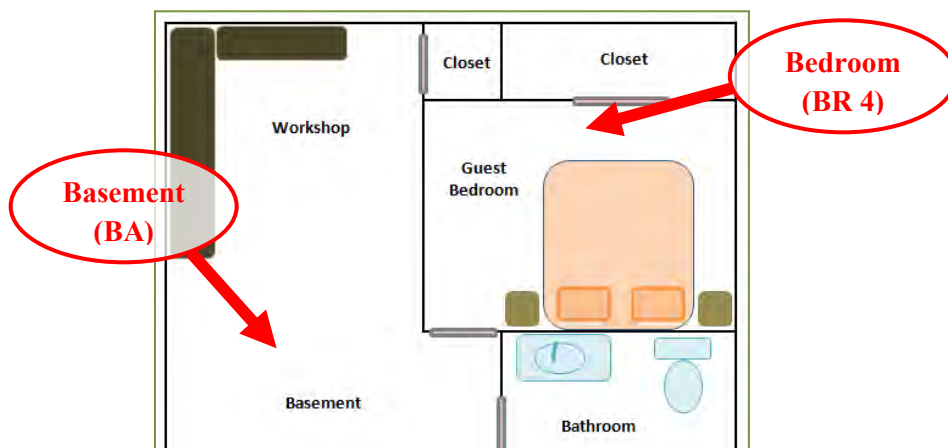 Closet
Closet
Bedroom
(BR 4)
Workshop
Guest
Bedroom
Basement
(BA)
Basement
Bathroom